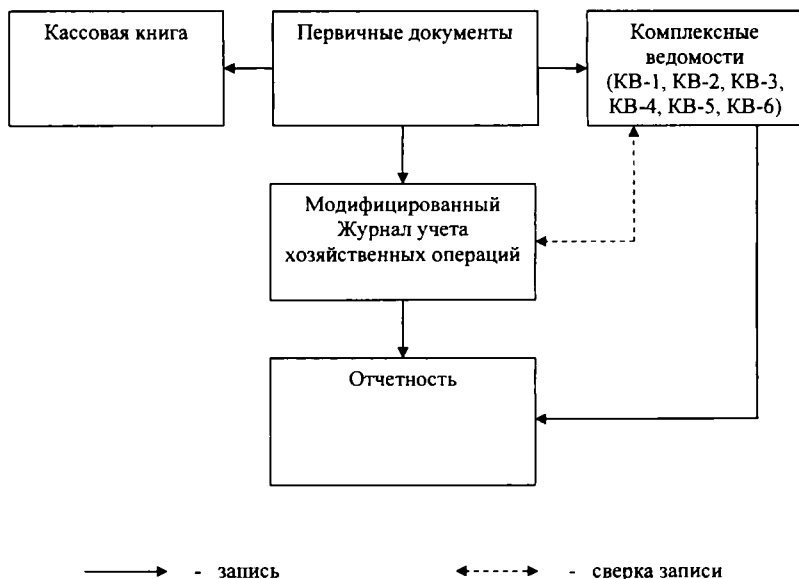 Кассовая книга
Первичные документы
Комплексные
ведомости
(КВ-1, КВ-2, КВ-3,
КВ-4, КВ-5, КВ-6)
Модифицированный
Журнал учета
хозяйственных операций
Отчетность
- запись
- сверка записи